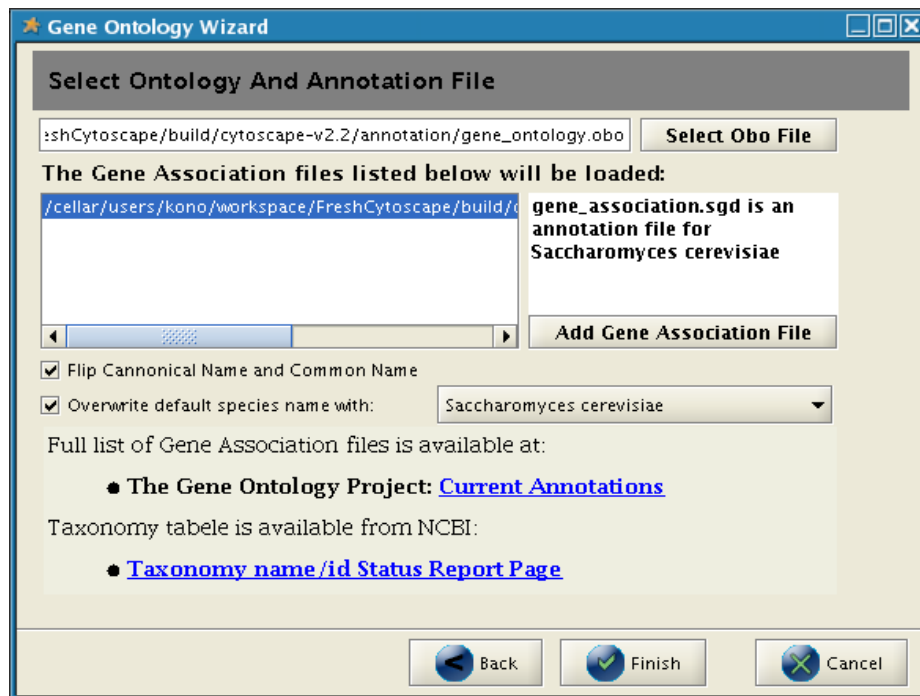 Gene Ontology Wizard
Select Ontology And Annotation File
eshCytoscape/build/cytoscape-v2.2/annotation/gene_ontology.obo
Select Obo File
The Gene Association files listed below will be loaded:
/cellar/users/kono/workspace/FreshCytoscape/build/c
gene_association.sgd is an
annotation file for
Saccharomyces cerevisiae
Add Gene Association File
Flip Cannonical Name and Common Name
Overwrite default species name with:
Saccharomyces cerevisiae
Full list of Gene Association files is available at:
● The Gene Ontology Project: Current Annotations
Taxonomy tabele is available from NCBI:
● Taxonomy name/id Status Report Page
Back
Finish
Cancel